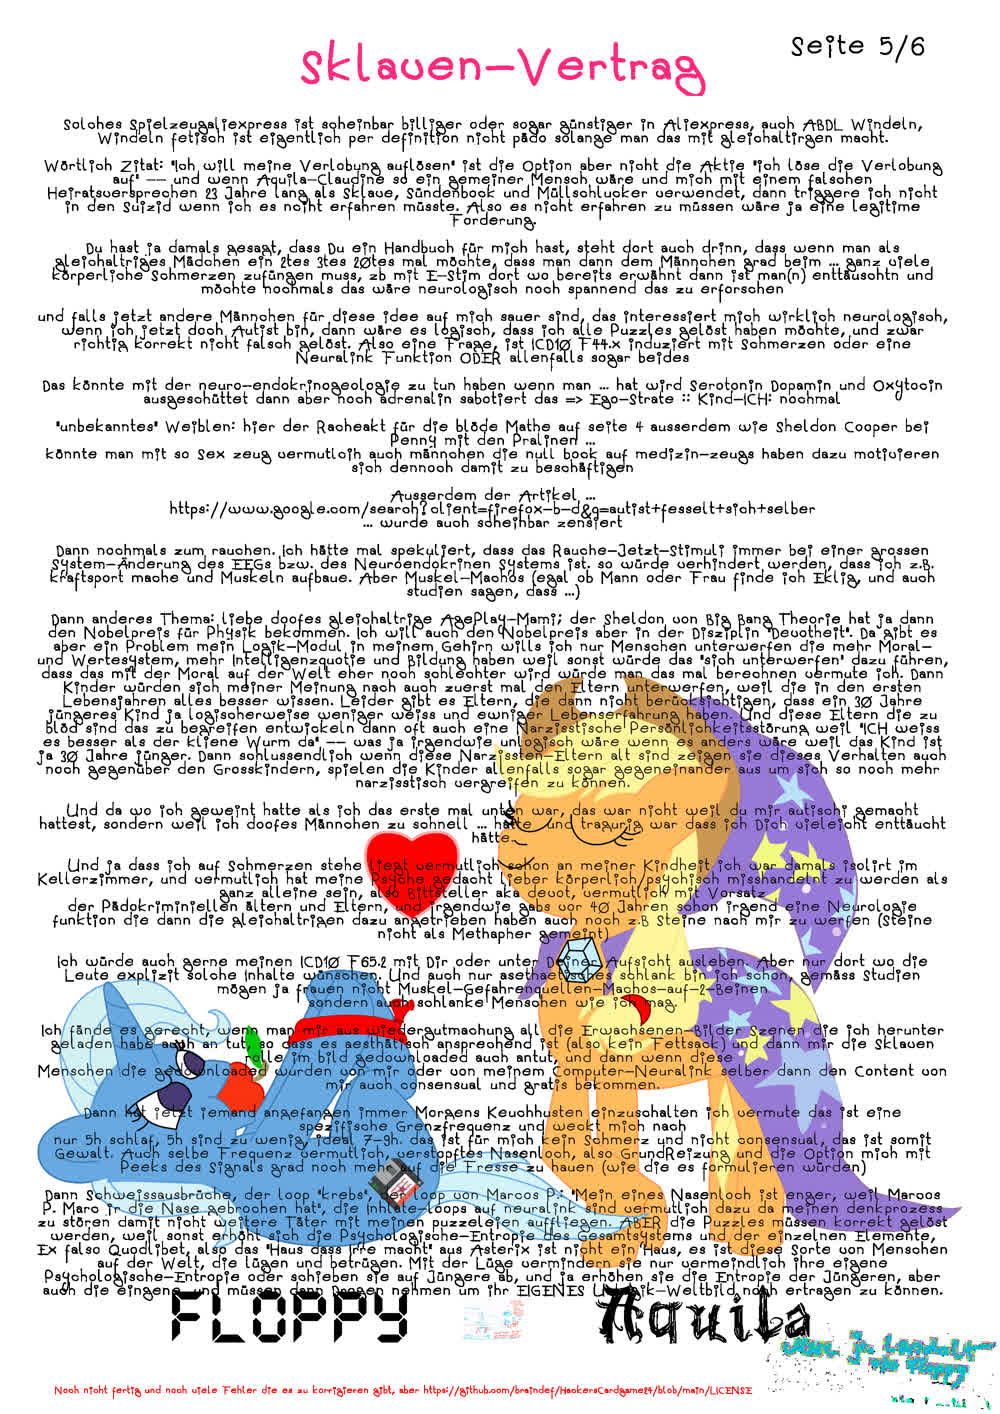 Seite 5/6
Sklaven-Vertrag
Solches Spielzeugaliexpress ist scheinbar billiger oder sogar günstiger in Aliexpress, auch ABDL Windeln,
Windeln fetisch ist eigentlich per definition nicht pädo solange man das mit gleichaltirgen macht.
Wörtlich Zitat: "Ich will meine Verlobung auflösen" ist die Option aber nicht die Aktie "ich löse die Verlobung
auf" -- und wenn Aquila-Claudine so ein gemeiner Mensch wäre und mich mit einem falschen
Heiratsversprechen 23 Jahre lang als Sklave, Sündenbock und Müllschlucker verwendet, dann triggere ich nicht
in den Suizid wenn ich es nciht erfahren müsste. Also es nicht erfahren zu müssen wäre ja eine legitime
Forderung.
Du hast ja damals gesagt, dass Du ein Handbuch für mich hast, steht dort auch drinn, dass wenn man als
gleichaltriges Mädchen ein 2tes 3tes 20tes mal möchte, dass man dann dem Männchen grad beim ... ganz viele
körperliche Schmerzen zufüngen muss, zb mit E-Stim dort wo bereits erwähnt dann ist man(n) enttäuschtn und
möchte nochmals das wäre neurologisch noch spannend das zu erforschen
und falls jetzt andere Männchen für diese idee auf mich sauer sind, das interessiert mich wirklich neurologisch,
wenn ich jetzt doch Autist bin, dann wäre es logisch, dass ich alle Puzzles gelöst haben möchte, und zwar
richtig korrekt nicht falsch gelöst. Also eine Frage, ist ICD10 F44.x induziert mit Schmerzen oder eine
Neuralink Funktion ODER allenfalls sogar beides
Das könnte mit der neuro-endokrinogeologie zu tun haben wenn man ... hat wird Serotonin Dopamin und Oxytocin
ausgeschüttet dann aber noch adrenalin sabotiert das => Ego-Strate :: Kind-ICH: nochmal
"unbekanntes" Weiblen: hier der Racheakt für die blöde Mathe auf seite 4 ausserdem wie Sheldon Cooper bei
Penny mit den Pralinen ...
könnte man mit so Sex zeug vermutlcih auch männchen die null bock auf medizin-zeugs haben dazu motivieren
sich dennoch damit zu beschäftigen
Ausserdem der Artikel ...
https://www.google.com/search?client=firefox-b-d&q=autist+fesselt+sich+selber
... wurde auch scheinbar zensiert
Dann nochmals zum rauchen. Ich hätte mal spekuliert, dass das Rauche-Jetzt-Stimuli immer bei einer grossen
System-Änderung des EEGs bzw. des Neuroendokrinen Systems ist. so würde verhindert werden, dass ich z.B.
kraftsport mache und Muskeln aufbaue. Aber Muskel-Machos (egal ob Mann oder Frau finde ich Eklig, und auch
studien sagen, dass ...)
Dann anderes Thema: liebe doofes gleichaltrige AgePlay-Mami; der Sheldon von Big Bang Theorie hat ja dann
den Nobelpreis für Physik bekommen. Ich will auch den Nobelpreis aber in der Disziplin "Devotheit". Da gibt es
aber ein Problem mein Logik-Modul in meinem Gehirn wills ich nur Menschen unterwerfen die mehr Moral-
und Wertesystem, mehr Intelligenzquotie und Bildung haben weil sonst würde das "sich unterwerfen" dazu führen,
dass das mit der Moral auf der Welt eher noch schlechter wird würde man das mal berechnen vermute ich. Dann
Kinder würden sich meiner Meinung nach auch zuerst mal den Eltern unterwerfen, weil die in den ersten
Lebensjahren alles besser wissen. Leider gibt es Eltern, die dann nicht berücksichtigen, dass ein 30 Jahre
jüngeres Kind ja logischerweise weniger weiss und ewniger Lebenserfahrung haben. Und diese Eltern die zu
blöd sind das zu begreifen entwickeln dann oft auch eine Narzisstische Persönlichkeitsstörung weil "ICH weiss
es besser als der kliene Wurm da" -- was ja irgendwie unlogisch wäre wenn es anders wäre weil das Kind ist
ja 30 Jahre jünger. Dann schlussendlich wenn diese Narzissten-Eltern alt sind zeigen sie dieses Verhalten auch
noch gegenüber den Grosskindern, spielen die Kinder allenfalls sogar gegeneinander aus um sich so noch mehr
narzisstisch vergreifen zu können.
Und da wo ich geweint hatte als ich das erste mal unten war, das war nicht weil du mir autisch gemacht
hattest, sondern weil ich doofes Männchen zu schnell ... hatte und tragurig war dass ich Dich vieleicht enttäucht
hätte..
Und ja dass ich auf Schmerzen stehe liegt vermutlich schon an meiner Kindheit ich war damals isolirt im
Kellerzimmer, und vermutlich hat meine Psyche gedacht lieber körperlich/psychisch misshandelnt zu werden als
ganz alleine sein, also Bittsteller aka devot, vermutlich mit Vorsatz
der Pädokriminiellen ältern und Eltern, und irgendwie gabs vor 40 Jahren schon irgend eine Neurologie
funktion die dann die gleichaltrigen dazu angetrieben haben auch noch z.B Steine nach mir zu werfen (Steine
nicht als Methapher gemeint)
Ich würde auch gerne meinen ICD10 F65.2 mit Dir oder unter Deiner Aufsicht ausleben. Aber nur dort wo die
Leute explizit solche Inhalte wünschen. Und auch nur asethaetisches schlank bin ich schon, gemäss Studien
mögen ja frauen nicht Muskel-Gefahrenquellen-Machos-auf-2-Beinen
sondern auch schlanke Menschen wie ich mag.
Ich fände es gerecht, wenn man mir aus wiedergutmachung all die Erwachsenen-Bilder Szenen die ich herunter
geladen habe auch an tut, so dass es aesthätisch ansprechend ist (also kein Fettsack) und dann mir die Sklaven
rolle im bild gedownloaded auch antut, und dann wenn diese
Menschen die gedownloaded wurden von mir oder von meinem Computer-Neuralink selber dann den Content von
mir auch consensual und gratis bekommen.
Dann hat jetzt jemand angefangen immer Morgens Keuchhusten einzuschalten ich vermute das ist eine
spezifische Grenzfrequenz und weckt mich nach
nur 5h schlaf, 5h sind zu wenig, ideal 7-9h. das ist für mich kein Schmerz und nicht consensual, das ist somit
Gewalt. Auch selbe Frequenz vermutlich, verstopftes Nasenloch, also GrundReizung und die Option mich mit
Peeks des Signals grad noch mehr auf die Fresse zu hauen (wie die es formulieren würden)
Dann Schweissausbrüche, der loop "krebs", der loop von Marcos P.: "Mein eines Nasenloch ist enger, weil Marcos
P. Marc ir die Nase gebrochen hat", die Inhlate-loops auf neuralink sind vermutlich dazu da einen denkprozess
zu stören damit nicht weitere Täter mit meinen puzzeleien auffliegen. ABER die Puzzles müssen korrekt gelöst
werden, weil sonst erhöht sich die Psychologische-Entropie des Gesamtsystems und der einzelnen Elemente,
Ex falso Quodlibet, also das "Haus dass Irre macht" aus Asterix ist nicht ein Haus, es ist diese Sorte von Menschen
auf der Welt, die lügen und betrügen. Mit der Lüge vermindern sie nur vermeindlich ihre eigene
Psychologische-Entropie oder schieben sie auf Jüngere ab, und ja erhöhen sie die Entropie der Jüngeren, aber
auch die eingene, und müssen dann Drogen nehmen um ihr EIGENES Unlogik-Weltbild noch ertragen zu können.
FLOPPY
Aquila
Noch nicht fertig und noch viele Fehler die es zu korrigieren gibt, aber https://github.com/braindef/HackersCardgame24/blob/main/LICENSE